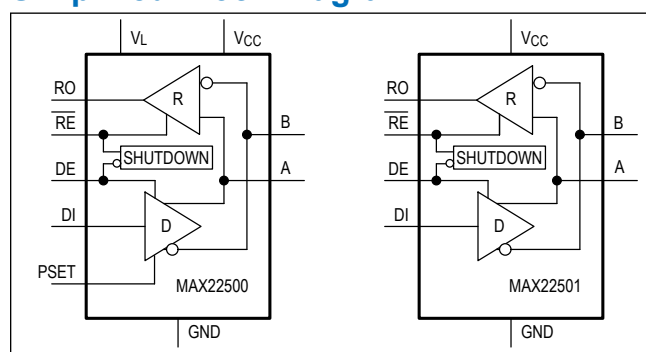 VL
VCC
RO
R
RE
B
SHUTDOWN
DE
A
DI
D
PSET
MAX22500
GND
VCC
RO
R
RE
B
SHUTDOWN
DE
A
DI
D
MAX22501
GND